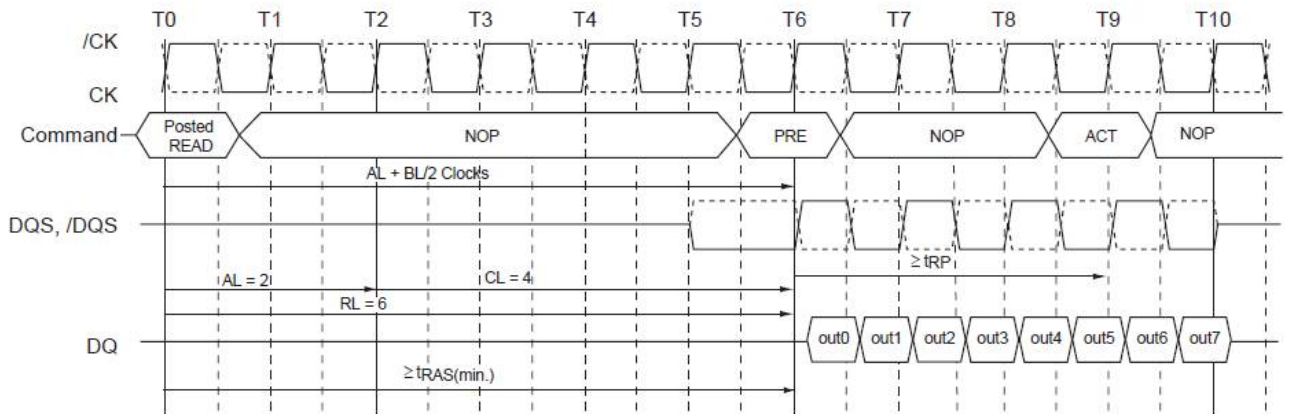 T0 T1 T2 T3 T4 T5 T6 T7 T8 T9 T10
/CK
CK
Command Posted READ NOP PRE NOP ACT NOP
AL + BL/2 Clocks
DQS, /DQS
≥ tRP
AL = 2 CL = 4
RL = 6
DQ out0 out1 out2 out3 out4 out5 out6 out7
≥ tRAS(min.)